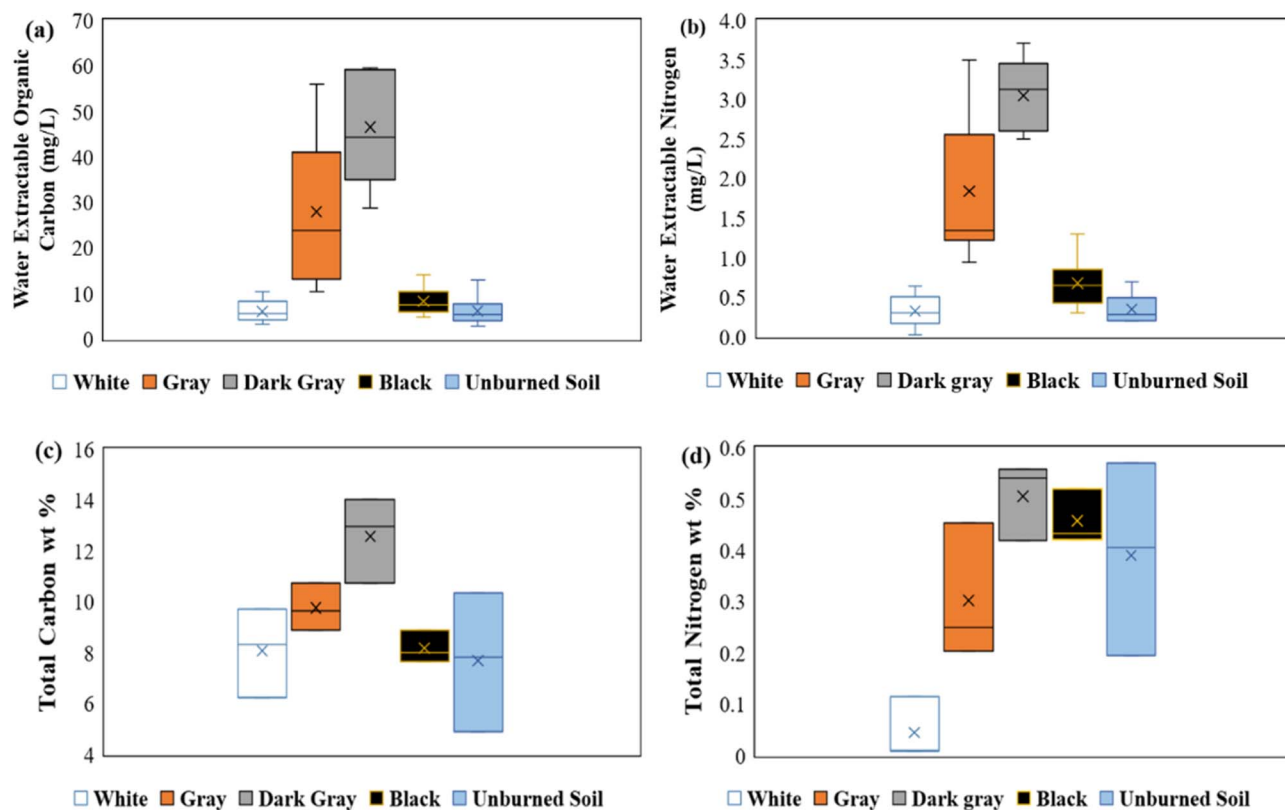 (a)
Water Extractable Organic
Carbon (mg/L)
70
60
50
40
30
20
10
0
White Gray Dark Gray Black Unburned Soil
(b)
Water Extractable Nitrogen
(mg/L)
4.0
3.5
3.0
2.5
2.0
1.5
1.0
0.5
0.0
White Gray Dark gray Black Unburned Soil
(c)
Total Carbon wt %
16
14
12
10
8
6
4
White Gray Dark Gray Black Unburned Soil
(d)
Total Nitrogen wt %
0.6
0.5
0.4
0.3
0.2
0.1
0
White Gray Dark gray Black Unburned Soil